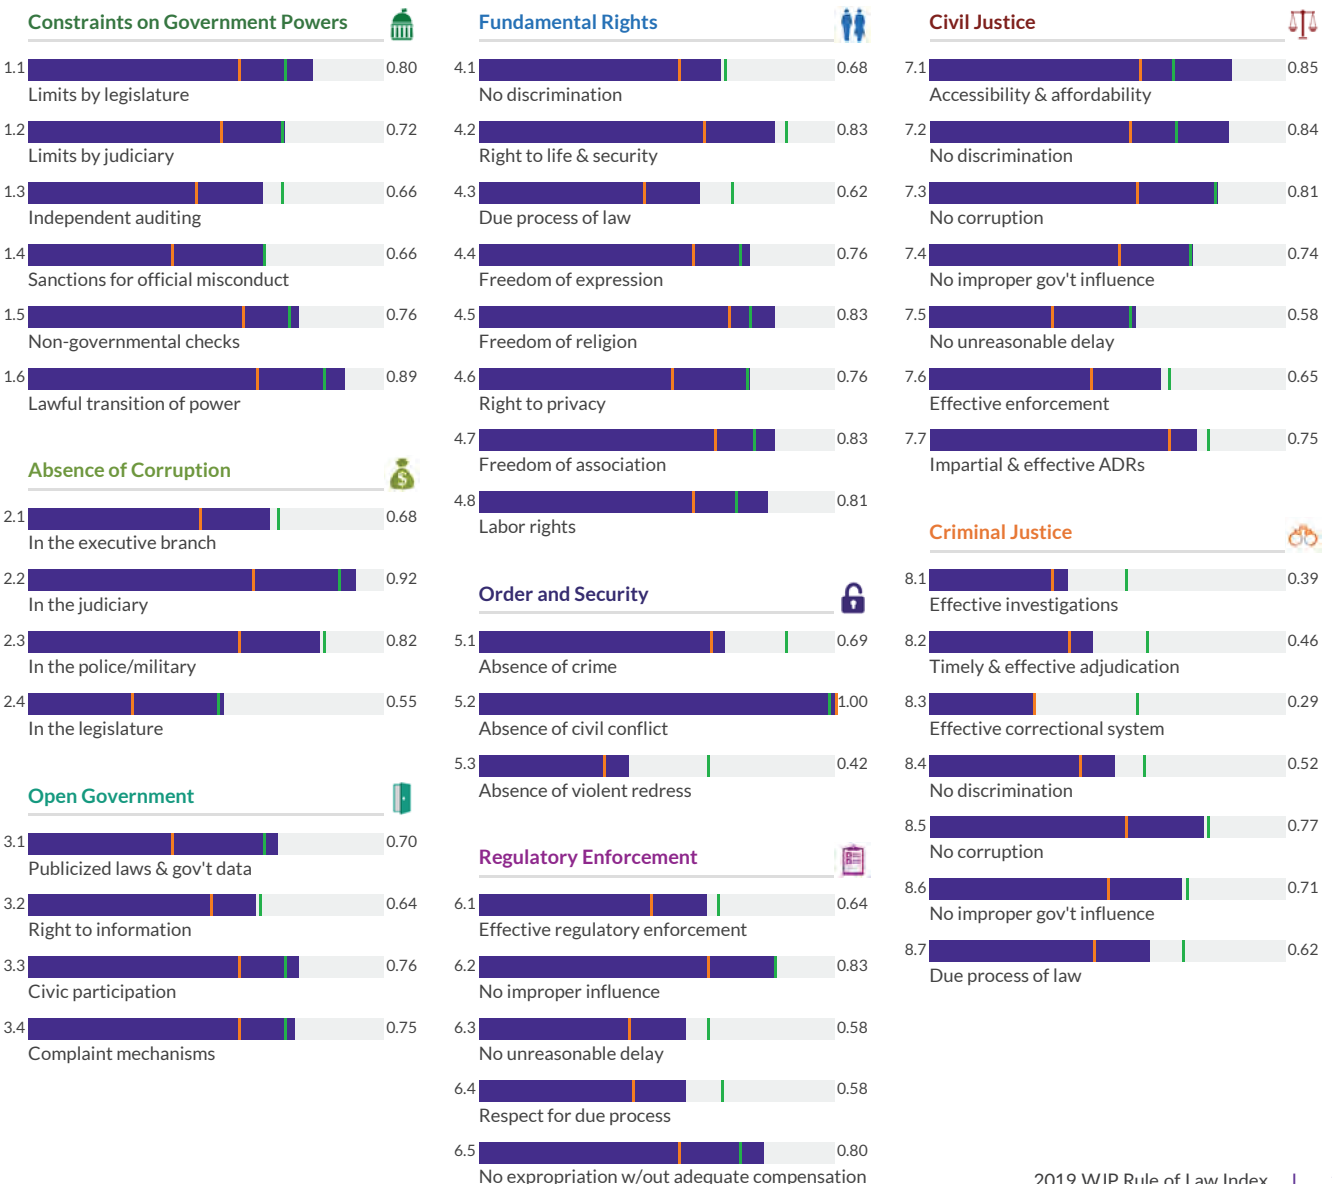 Constraints on Government Powers
1.1 0.80
Limits by legislature
1.2 0.72
Limits by judiciary
1.3 0.66
Independent auditing
1.4 0.66
Sanctions for official misconduct
1.5 0.76
Non-governmental checks
1.6 0.89
Lawful transition of power
Absence of Corruption
$
2.1 0.68
In the executive branch
2.2 0.92
In the judiciary
2.3 0.82
In the police/military
2.4 0.55
In the legislature
Open Government
3.1 0.70
Publicized laws & gov't data
3.2 0.64
Right to information
3.3 0.76
Civic participation
3.4 0.75
Complaint mechanisms
Fundamental Rights
4.1 0.68
No discrimination
4.2 0.83
Right to life & security
4.3 0.62
Due process of law
4.4 0.76
Freedom of expression
4.5 0.83
Freedom of religion
4.6 0.76
Right to privacy
4.7 0.83
Freedom of association
4.8 0.81
Labor rights
Order and Security
5.1 0.69
Absence of crime
5.2 1.00
Absence of civil conflict
5.3 0.42
Absence of violent redress
Regulatory Enforcement
6.1 0.64
Effective regulatory enforcement
6.2 0.83
No improper influence
6.3 0.58
No unreasonable delay
6.4 0.58
Respect for due process
6.5 0.80
No expropriation w/out adequate compensation
Civil Justice
7.1 0.85
Accessibility & affordability
7.2 0.84
No discrimination
7.3 0.81
No corruption
7.4 0.74
No improper gov't influence
7.5 0.58
No unreasonable delay
7.6 0.65
Effective enforcement
7.7 0.75
Impartial & effective ADRs
Criminal Justice
8.1 0.39
Effective investigations
8.2 0.46
Timely & effective adjudication
8.3 0.29
Effective correctional system
8.4 0.52
No discrimination
8.5 0.77
No corruption
8.6 0.71
No improper gov't influence
8.7 0.62
Due process of law
2019 WJP Rule of Law Index